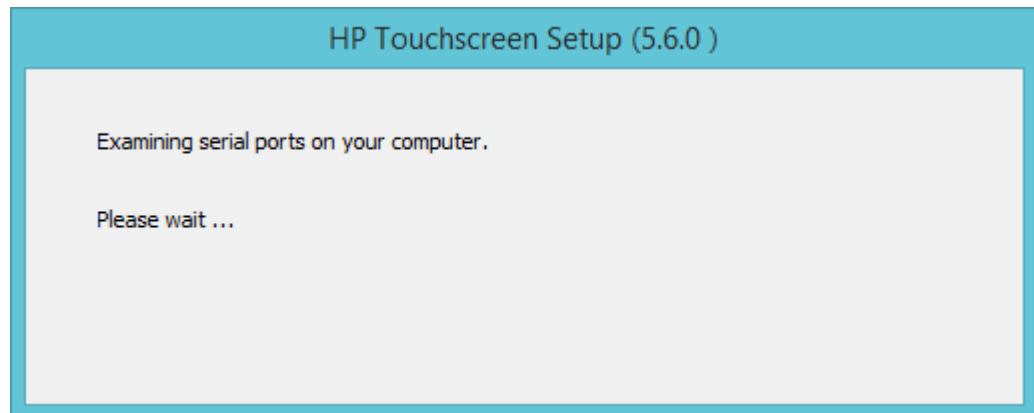 HP Touchscreen Setup (5.6.0 )
Examining serial ports on your computer.
Please wait ...